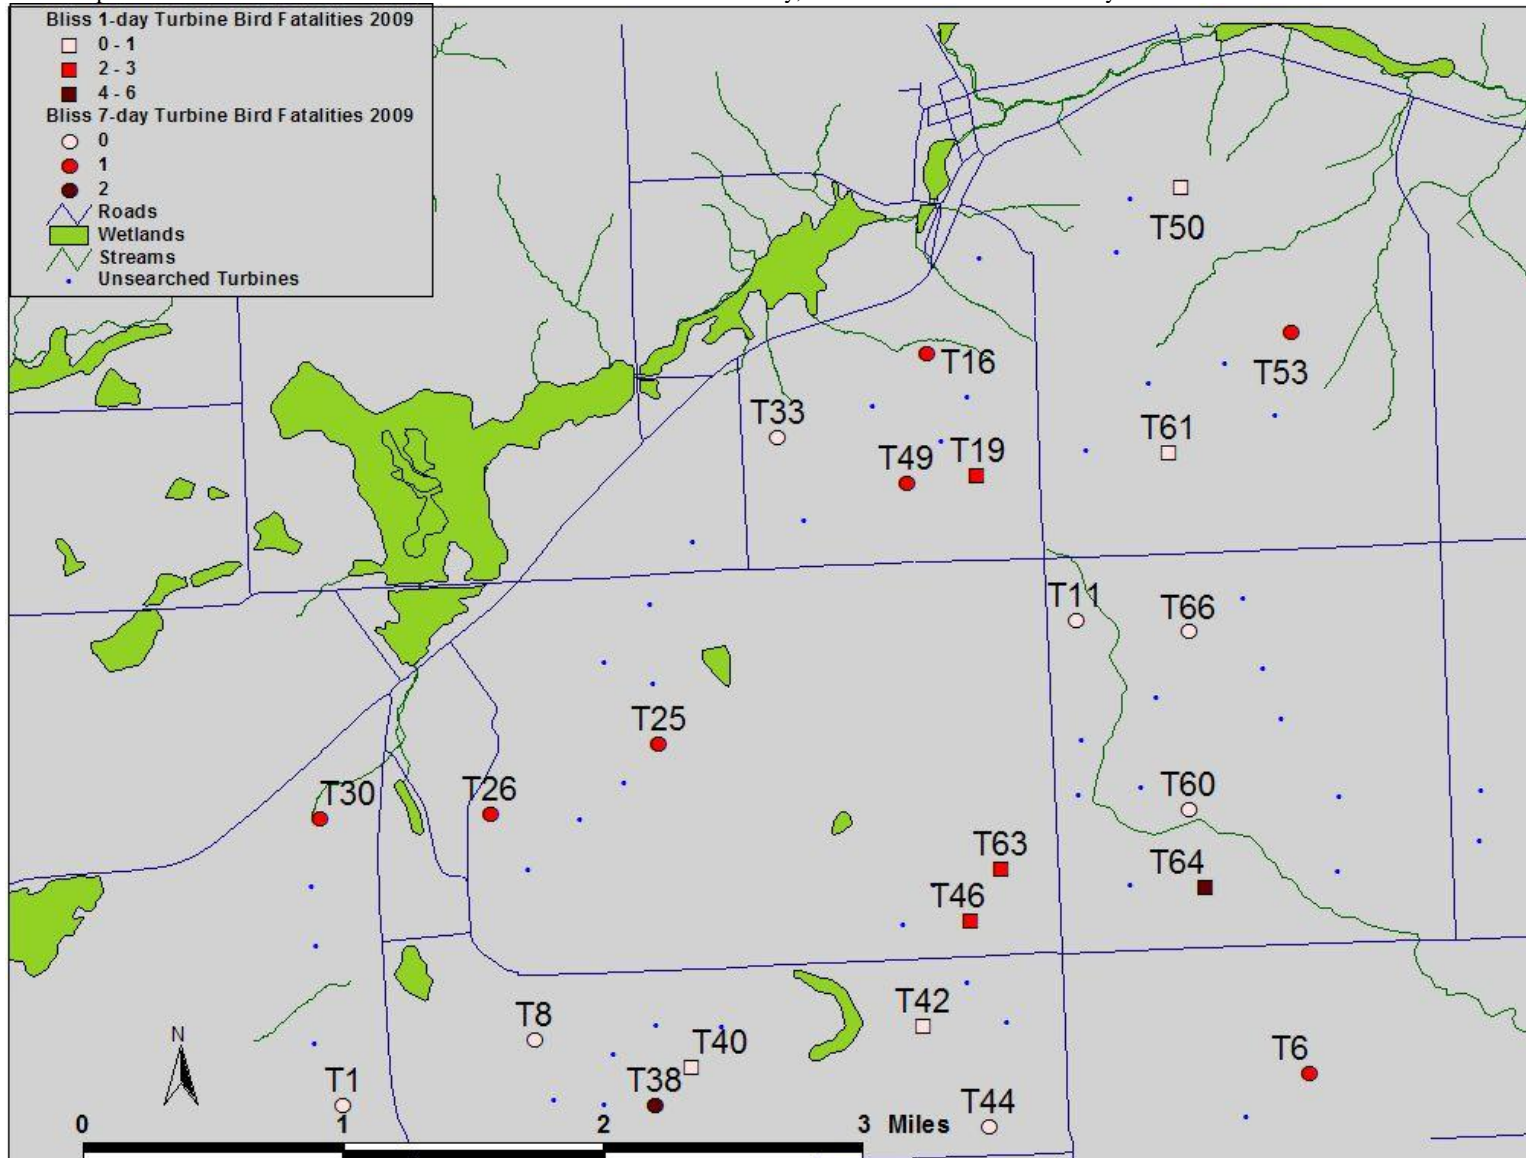 Bliss 1-day Turbine Bird Fatalities 2009
0 - 1
2 - 3
4 - 6
Bliss 7-day Turbine Bird Fatalities 2009
0
1
2
Roads
Wetlands
Streams
Unsearched Turbines
T50
T16
T53
T33
T61
T49 T19
T11
T66
T25
T30
T26
T60
T63
T64
T46
T42
T8
T40
N
T6
T1
T38
T44
0 1 2 3 Miles